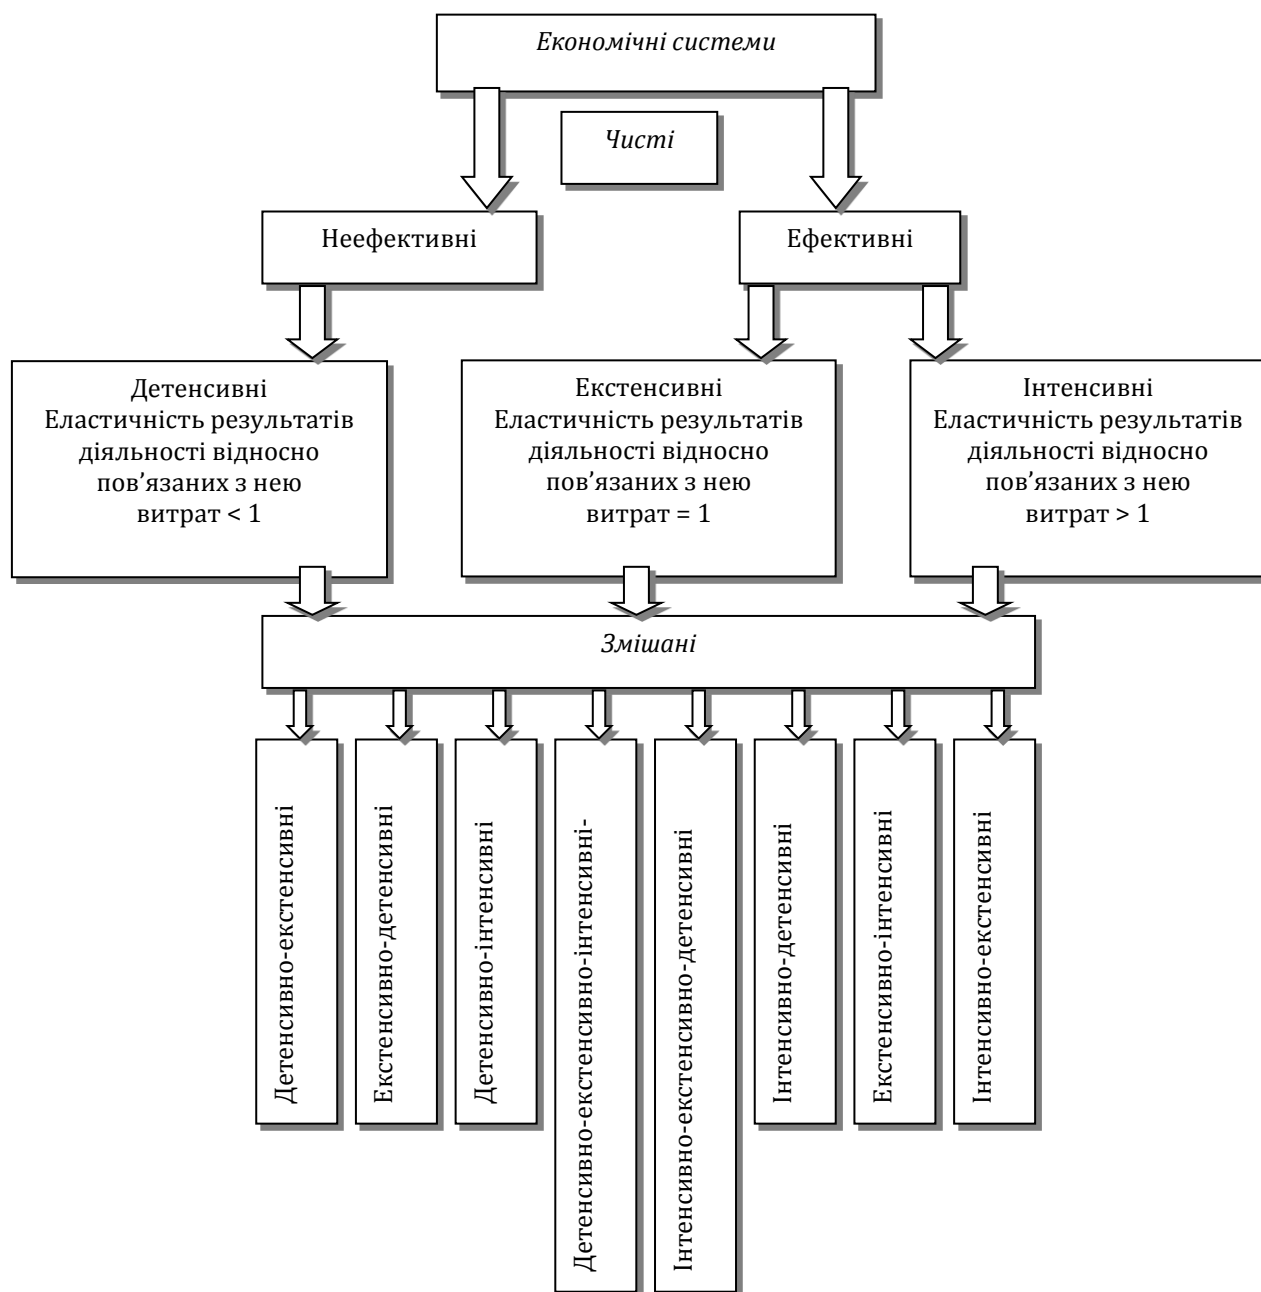 Економічні системи
Чисті
Неефективні
Ефективні
Детенсивні
Еластичність результатів
діяльності відносно
пов’язаних з нею
витрат < 1
Екстенсивні
Еластичність результатів
діяльності відносно
пов’язаних з нею
витрат = 1
Інтенсивні
Еластичність результатів
діяльності відносно
пов’язаних з нею
витрат > 1
Змішані
Детенсивно-екстенсивні
Екстенсивно-детенсивні
Детенсивно-інтенсивні
Детенсивно-екстенсивно-інтенсивні-
Інтенсивно-екстенсивно-детенсивні
Інтенсивно-детенсивні
Екстенсивно-інтенсивні
Інтенсивно-екстенсивні